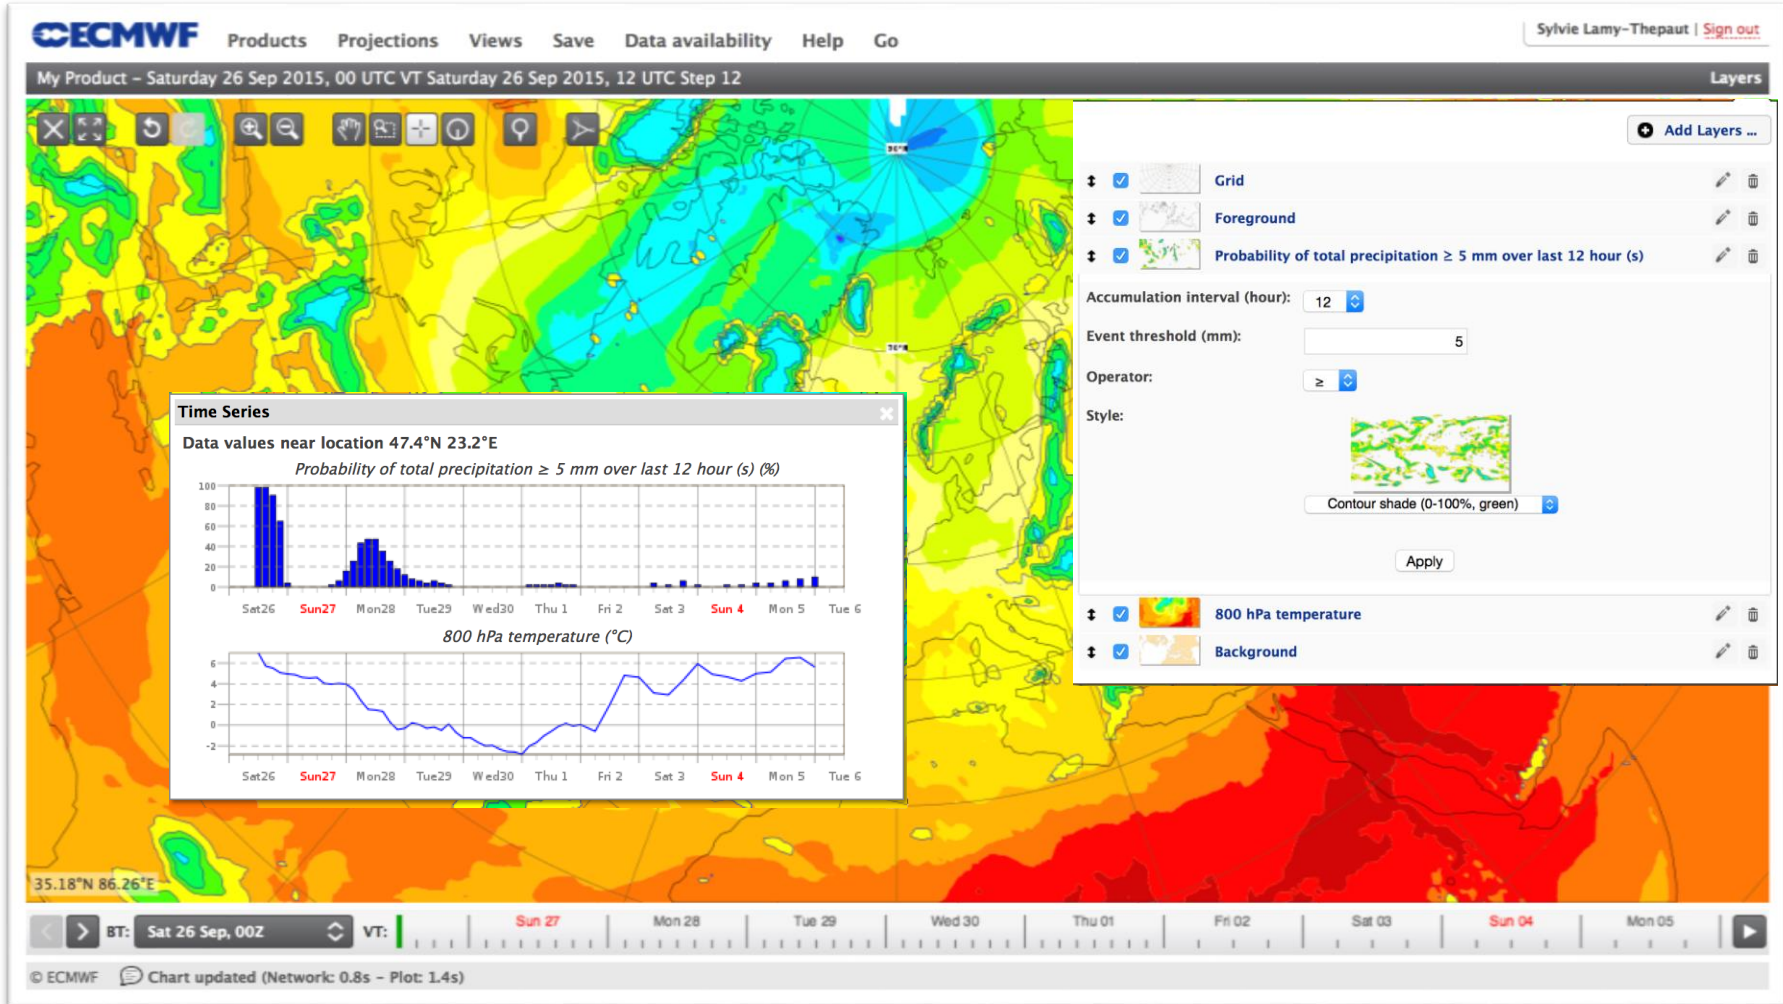 ECMWF Products Projections Views Save Data availability Help Go Sylvie Lamy-Thepaut | Sign out
My Product – Saturday 26 Sep 2015, 00 UTC VT Saturday 26 Sep 2015, 12 UTC Step 12 Layers
Add Layers ...
Grid
Foreground
Probability of total precipitation ≥ 5 mm over last 12 hour (s)
Accumulation interval (hour): 12
Event threshold (mm): 5
Operator: ≥
Style:
Contour shade (0-100%, green)
Apply
800 hPa temperature
Background
Time Series
Data values near location 47.4°N 23.2°E
Probability of total precipitation ≥ 5 mm over last 12 hour (s) (%)
100
80
60
40
20
0
Sat26 Sun27 Mon28 Tue29 Wed30 Thu 1 Fri 2 Sat 3 Sun 4 Mon 5 Tue 6
800 hPa temperature (°C)
6
4
2
0
-2
Sat26 Sun27 Mon28 Tue29 Wed30 Thu 1 Fri 2 Sat 3 Sun 4 Mon 5 Tue 6
35.18°N 86.26°E
BT: Sat 26 Sep, 00Z VT: Sun 27 Mon 28 Tue 29 Wed 30 Thu 01 Fri 02 Sat 03 Sun 04 Mon 05
© ECMWF Chart updated (Network: 0.8s – Plot: 1.4s)